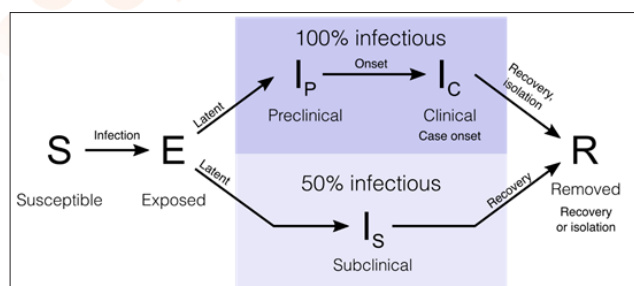 100% infectious
I_P
Onset
I_C
Preclinical
Clinical
Case onset
Latent
Recovery,
isolation
S
Infection
E
Susceptible
Exposed
Latent
50% infectious
I_S
Subclinical
Recovery
R
Removed
Recovery
or isolation